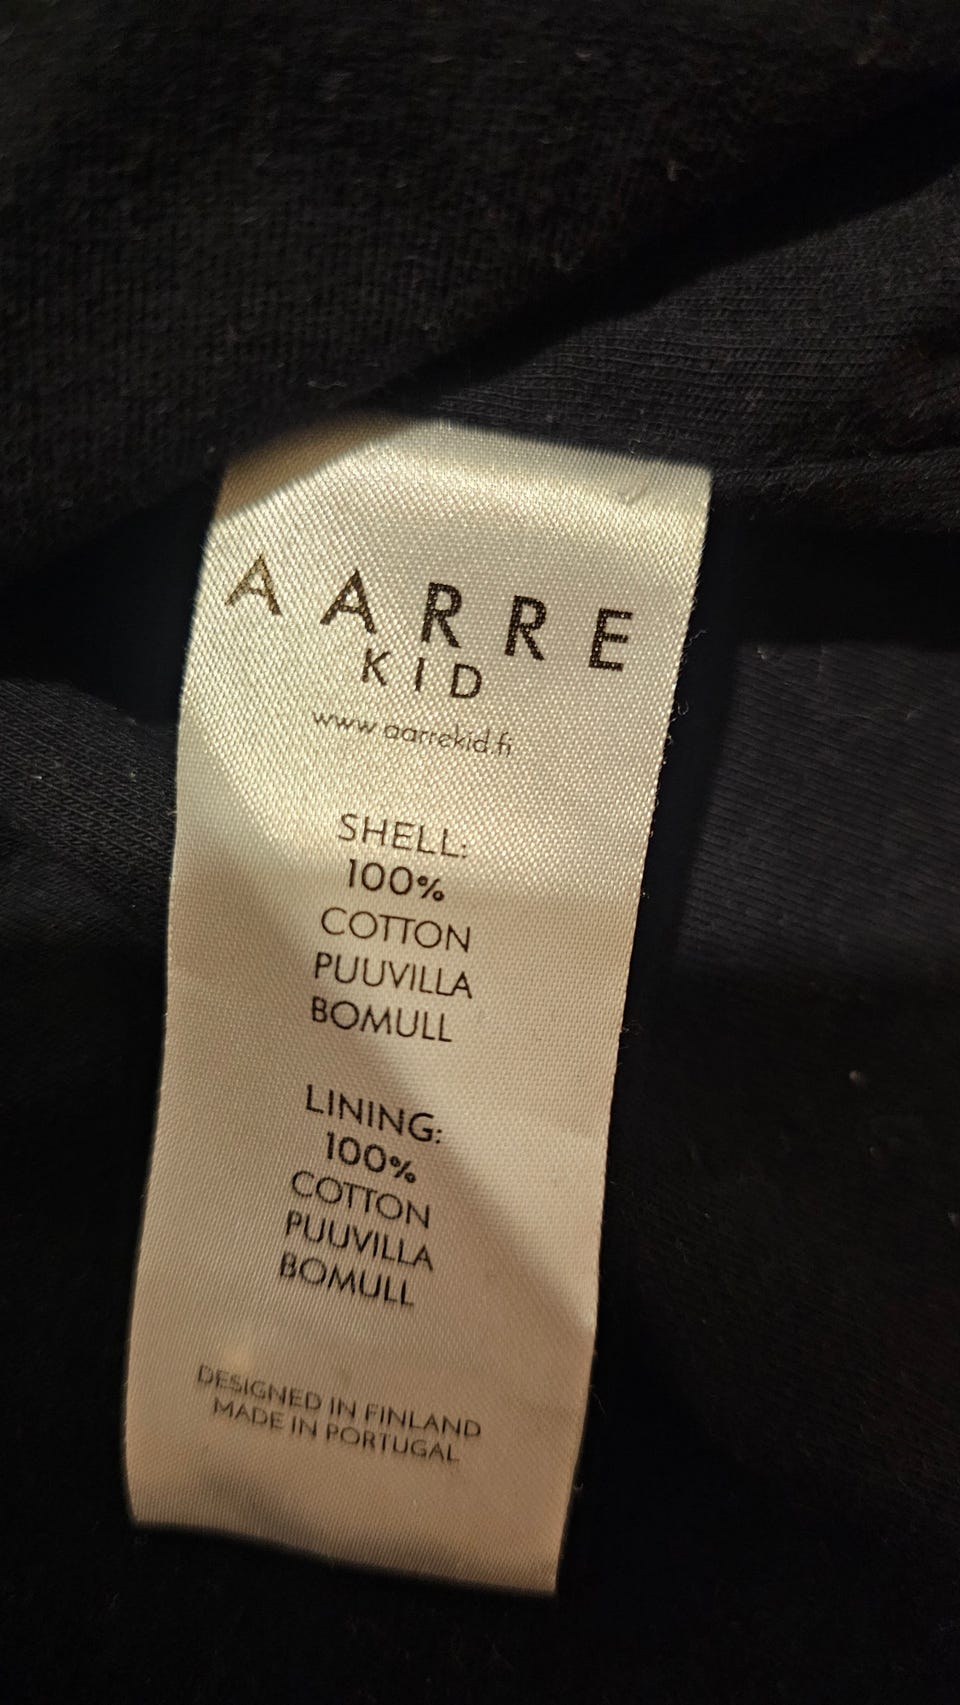 AARRE
KID
www.aarrekid.fi
SHELL:
100%
COTTON
PUUVILLA
BOMULL
LINING:
100%
COTTON
PUUVILLA
BOMULL
DESIGNED IN FINLAND
MADE IN PORTUGAL